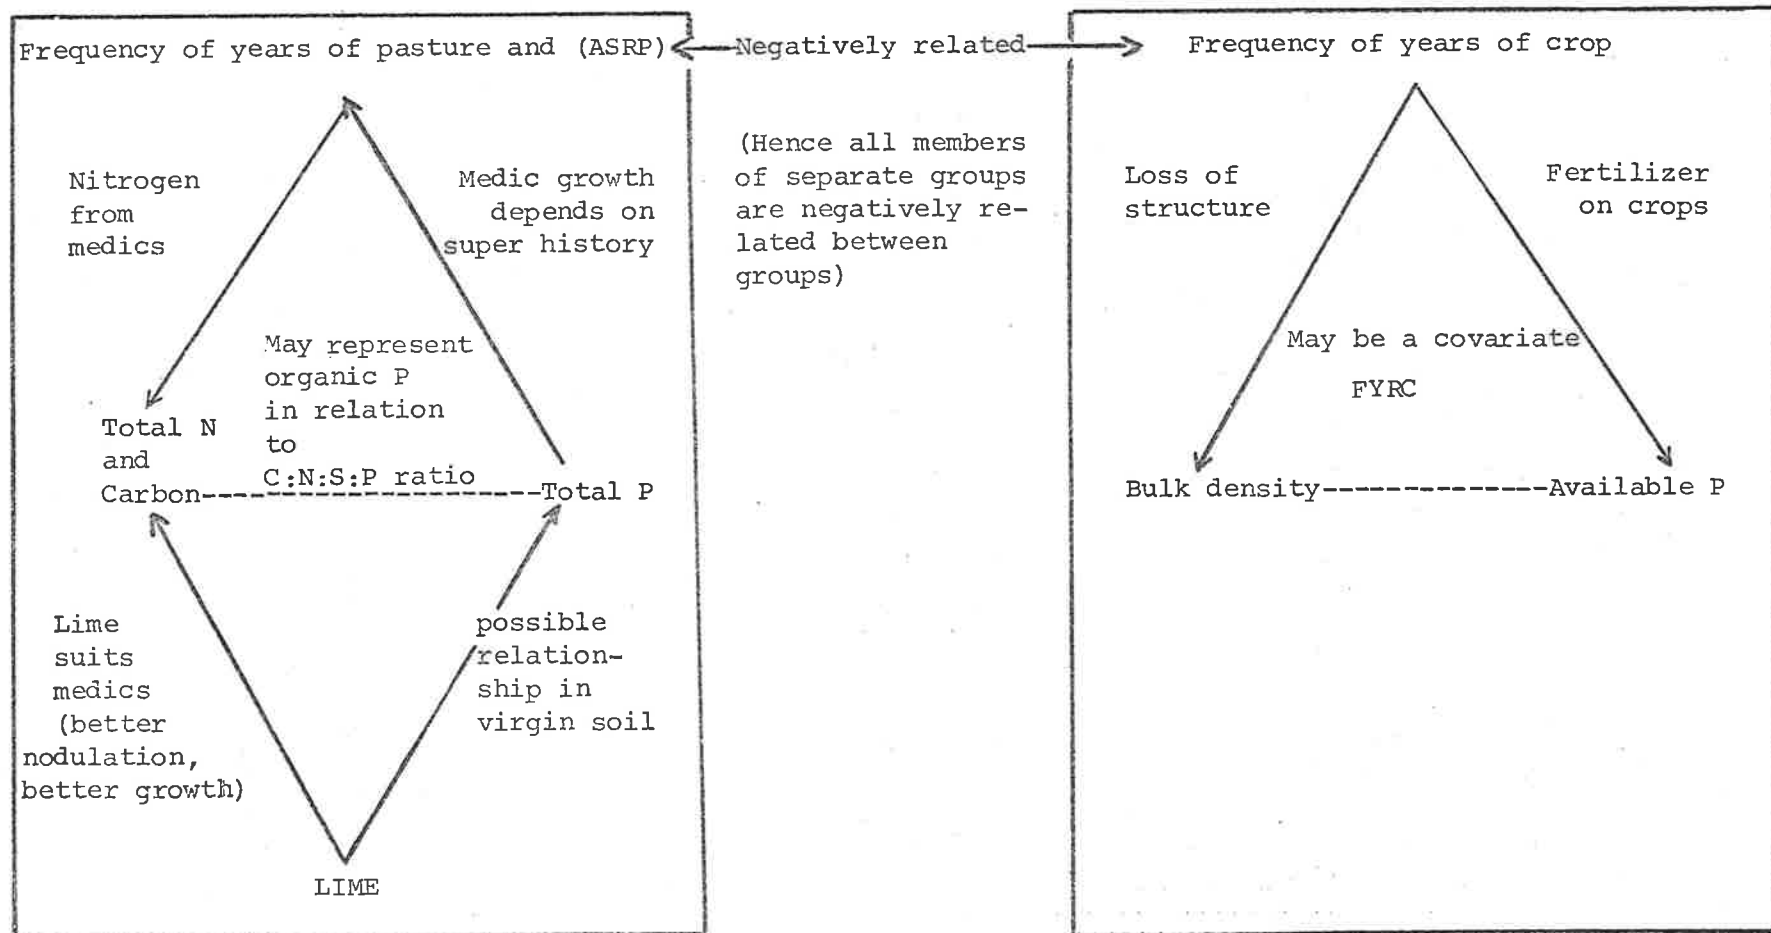 Frequency of years of pasture and (ASRP)
Negatively related
Frequency of years of crop
Nitrogen
from
medics
Medic growth
depends on
super history
(Hence all members
of separate groups
are negatively re-
lated between
groups)
Loss of
structure
Fertilizer
on crops
May represent
organic P
in relation
to
C:N:S:P ratio
May be a covariate
FYRC
Total N
and
Carbon
Total P
Bulk density
Available P
Lime
suits
medics
(better
nodulation,
better growth)
possible
relation-
ship in
virgin soil
LIME